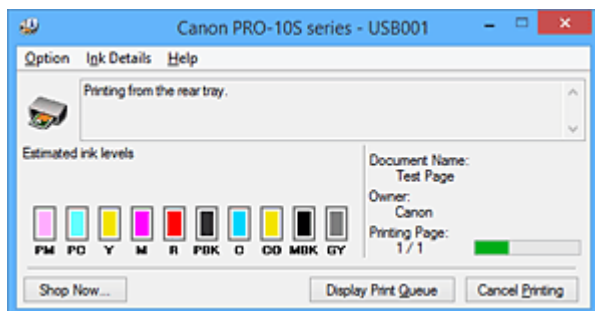 Canon PRO-10S series - USB001
Option Ink Details Help
Printing from the rear tray.
Estimated ink levels
Document Name:
Test Page
Owner:
Canon
Printing Page:
1 / 1
PM PC Y M R PBK C CO MBK GY
Shop Now... Display Print Queue Cancel Printing